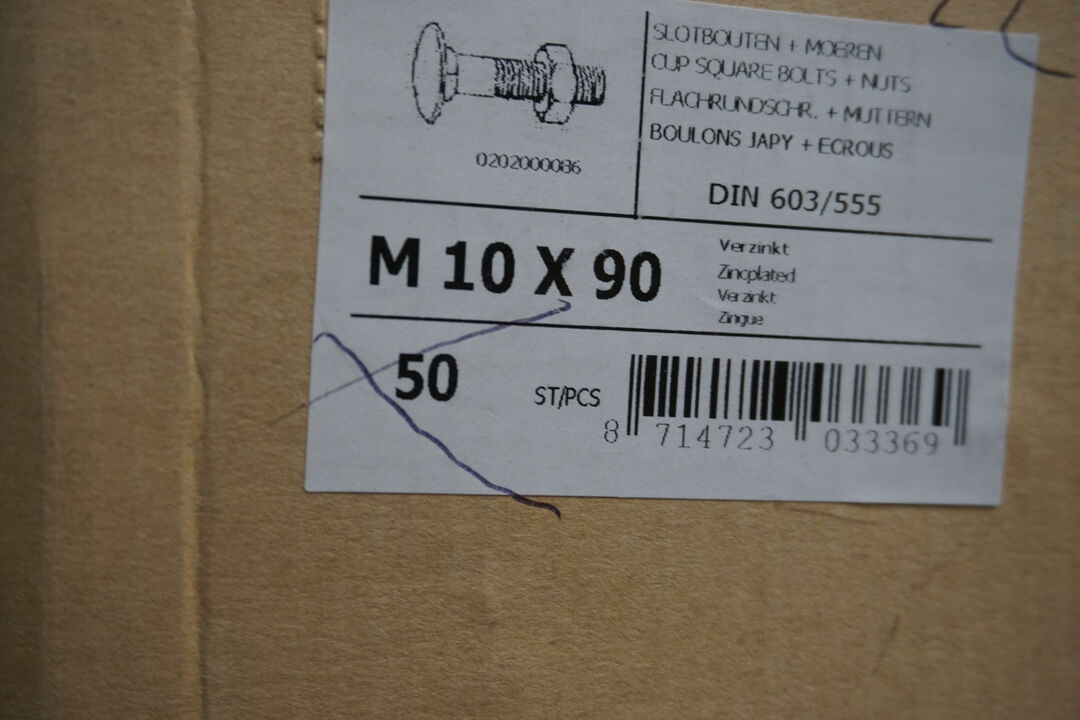 SLOTBOUTEN + MOEREN
CUP SQUARE BOLTS + NUTS
FLACHRUNDSCHR. + MUTTERN
BOULONS JAPY + ECROUS
0202000086
DIN 603/555
M 10 X 90
Verzinkt
Zincplated
Verzinkt
Zingue
50
ST/PCS
8 714723 033369